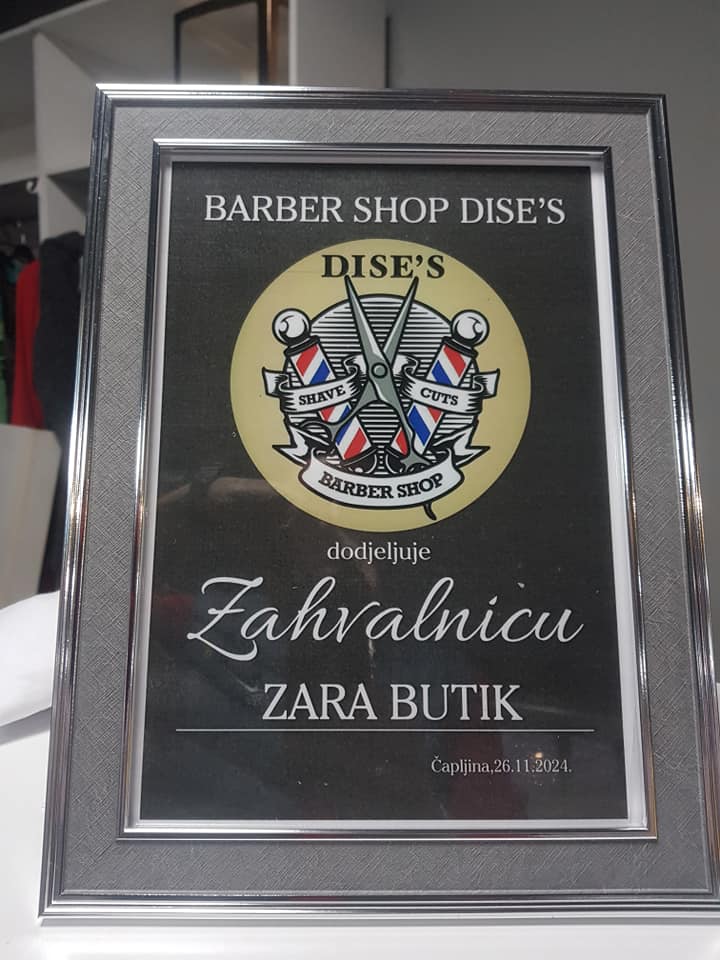 BARBER SHOP DISE'S
DISE'S
SHAVE CUTS
BARBER SHOP
dodjeljuje
Zahvalnicu
ZARA BUTIK
Čapljina,26.11.2024.